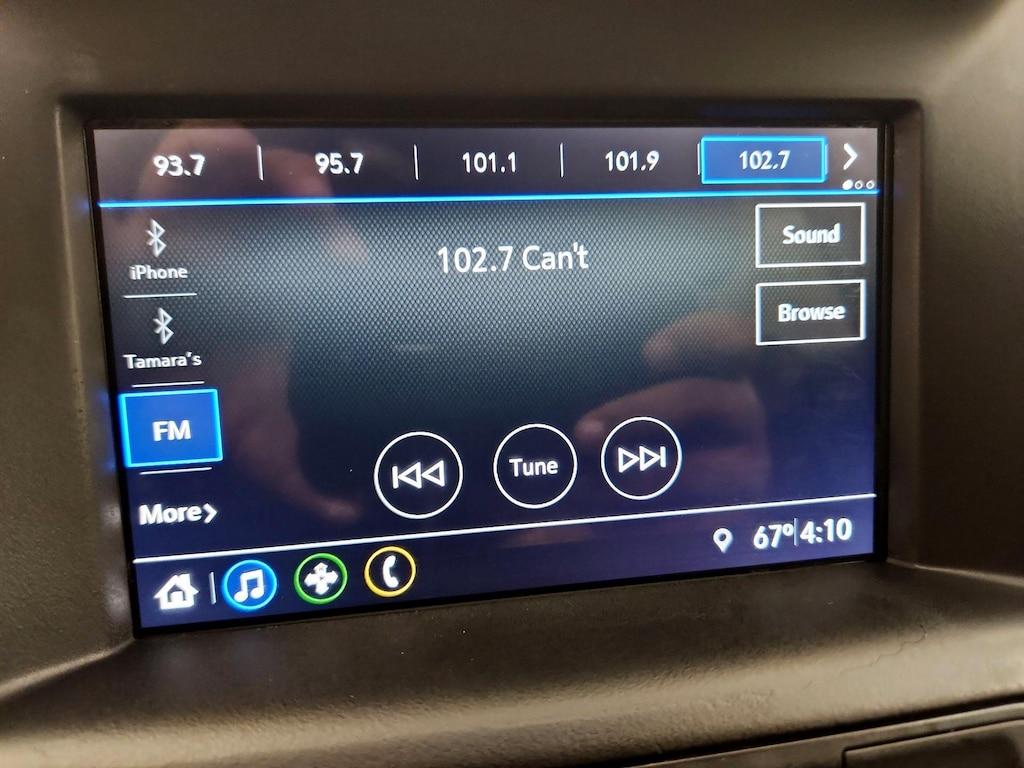 93.7 95.7 101.1 101.9 102.7
iPhone
102.7 Can't
Sound
Tamara's
Browse
FM
Tune
More
67° 4:10